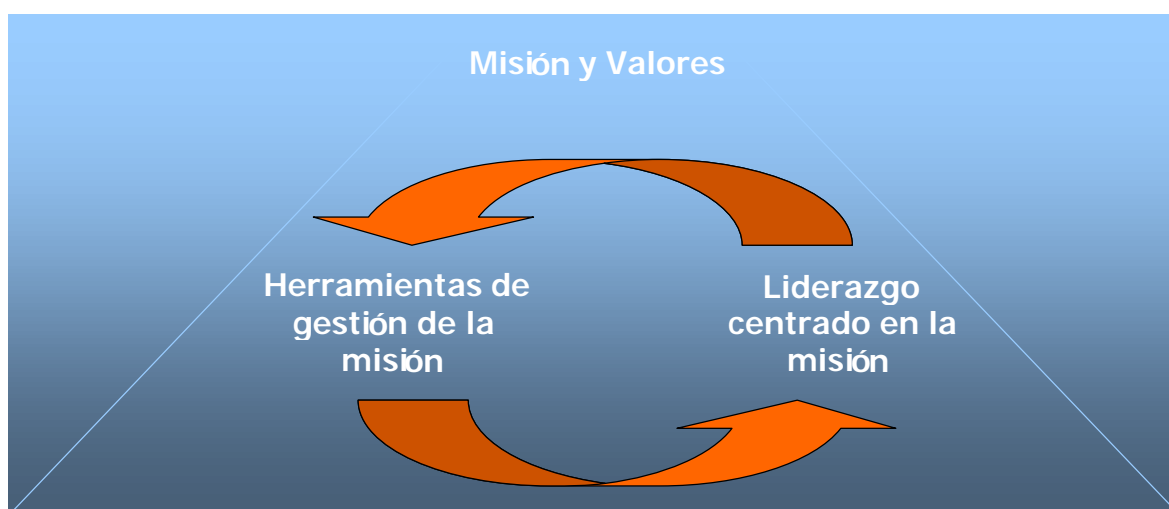 Misión y Valores
Herramientas de
gestión de la
misión
Liderazgo
centrado en la
misión